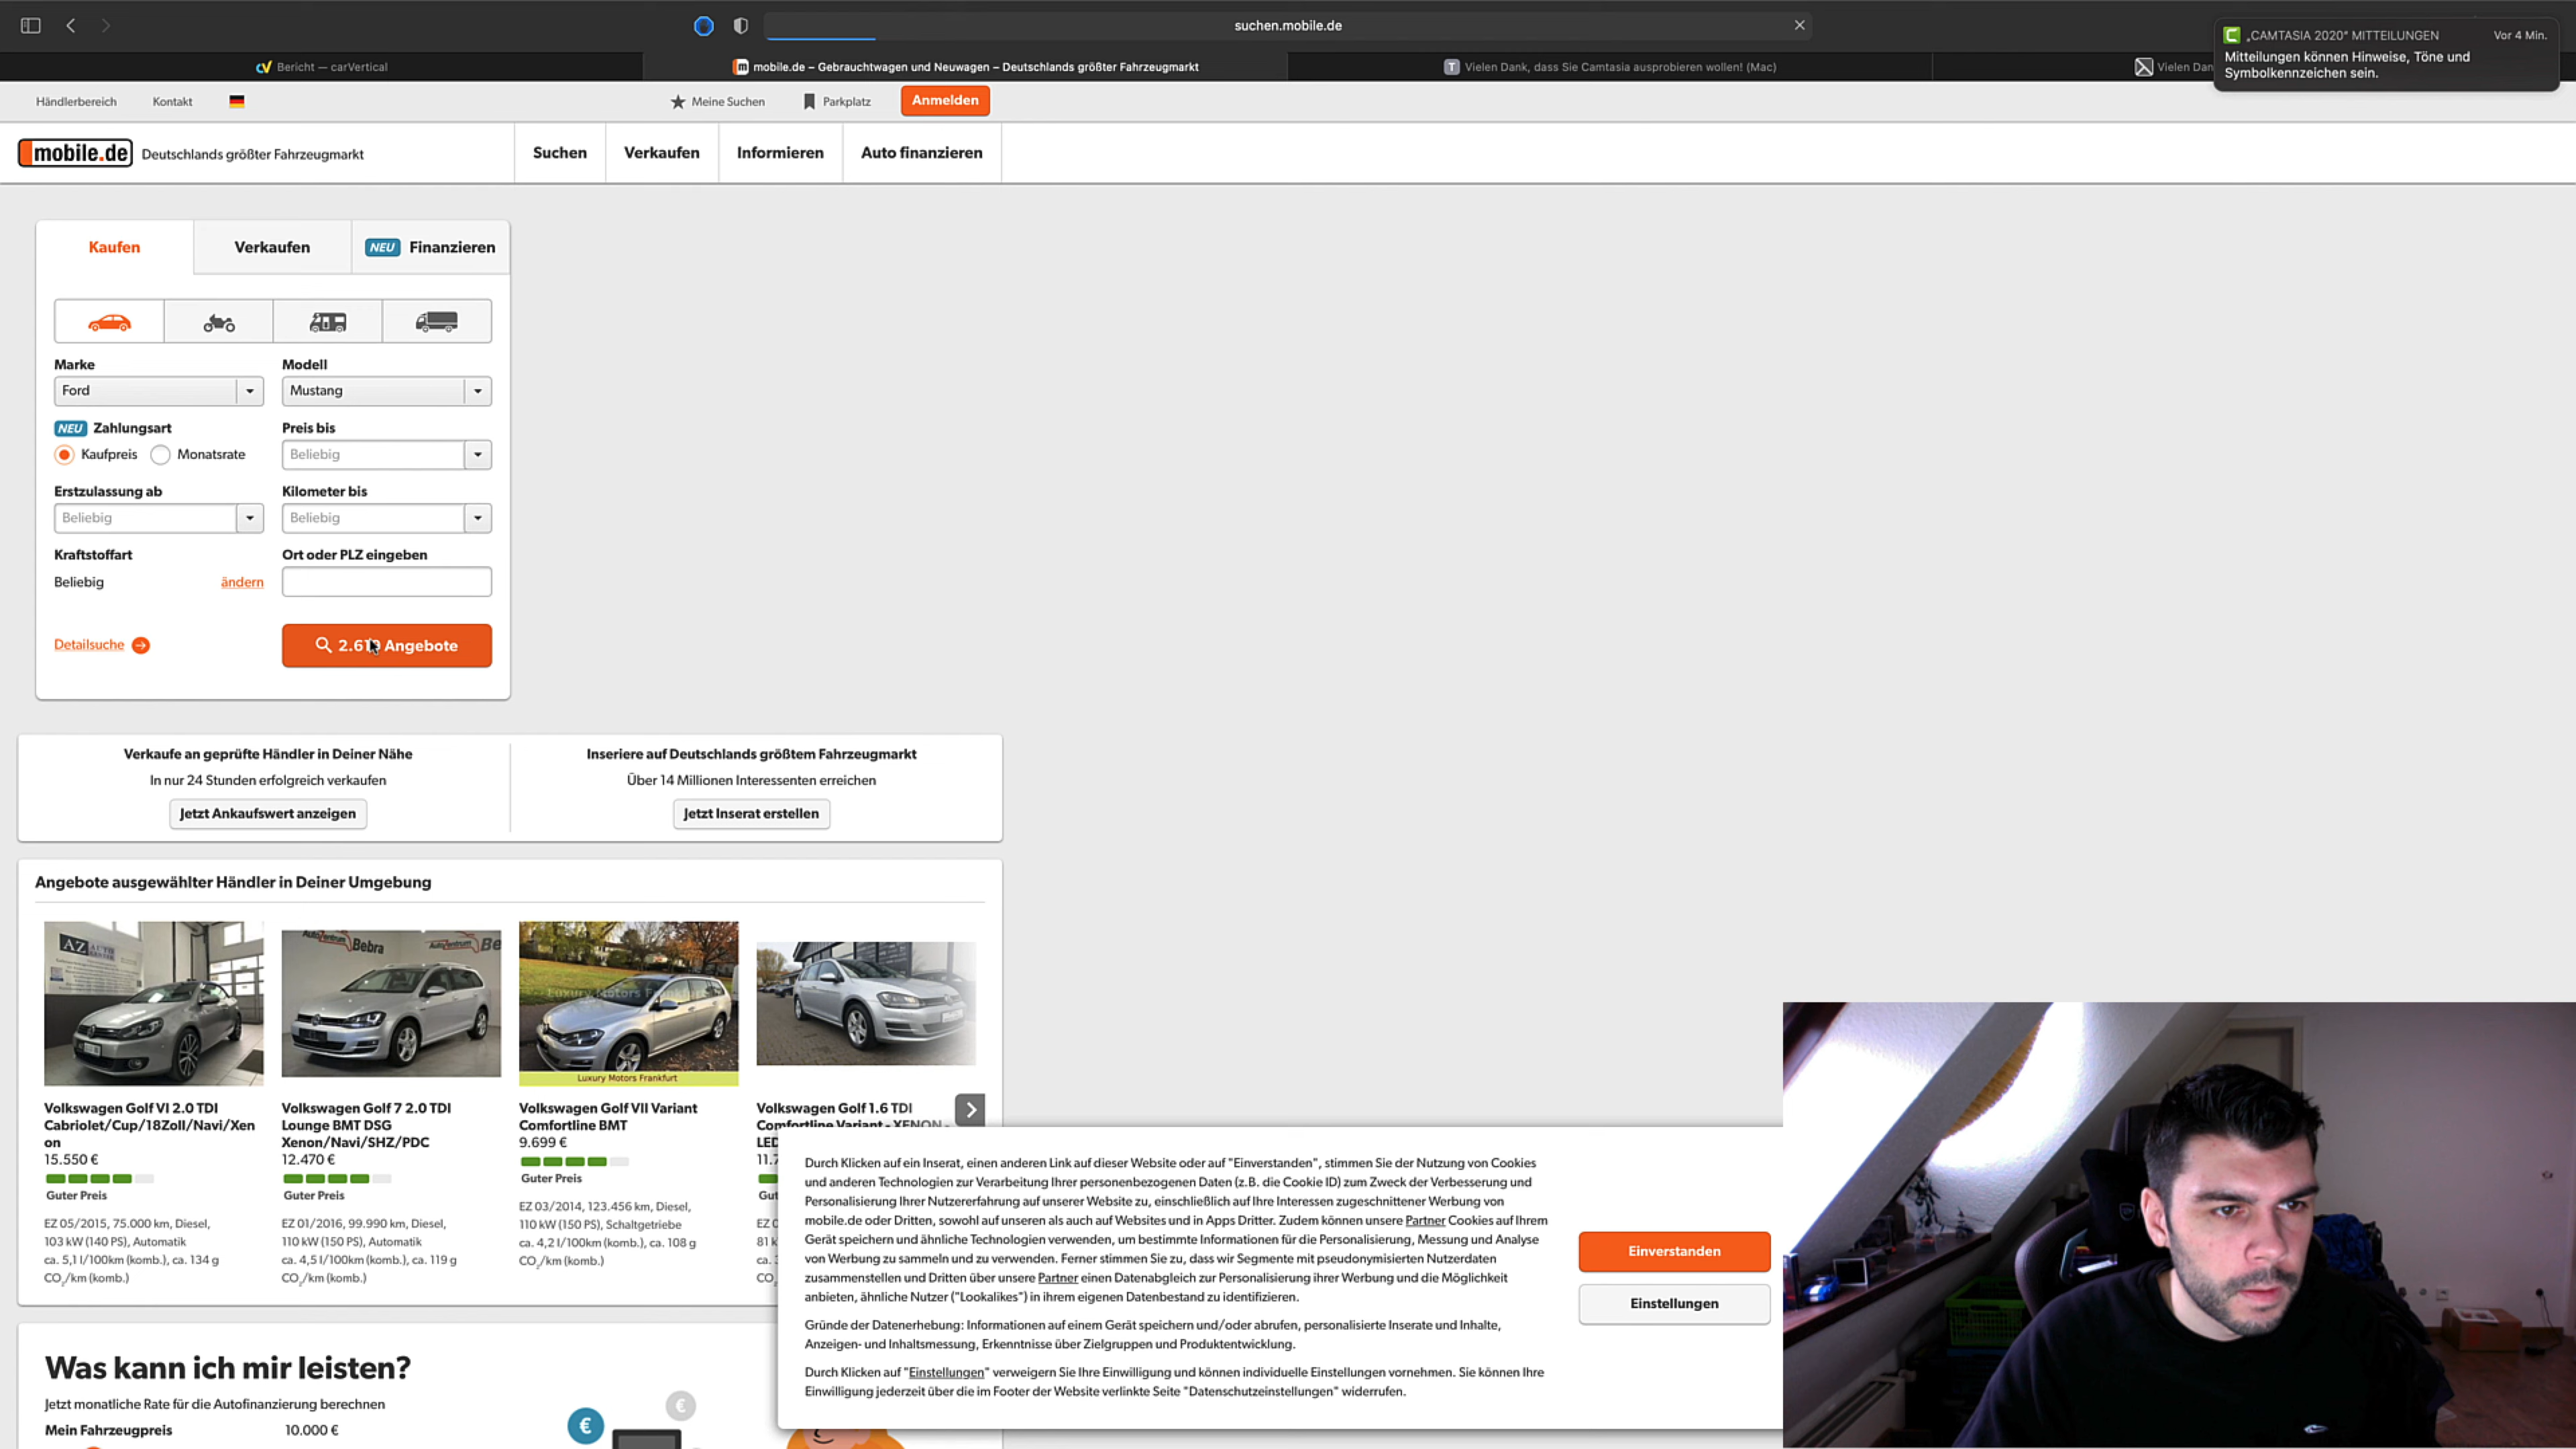 suchen.mobile.de
Bericht — carVertical
mobile.de – Gebrauchtwagen und Neuwagen – Deutschlands größter Fahrzeugmarkt
Vielen Dank, dass Sie Camtasia ausprobieren wollen! (Mac)
Vielen Dan
„CAMTASIA 2020“ MITTEILUNGEN
Vor 4 Min.
Mitteilungen können Hinweise, Töne und
Symbolkennzeichen sein.
Händlerbereich
Kontakt
Meine Suchen
Parkplatz
Anmelden
mobile.de
Deutschlands größter Fahrzeugmarkt
Suchen
Verkaufen
Informieren
Auto finanzieren
Kaufen
Verkaufen
NEU Finanzieren
Marke
Modell
Ford
Mustang
NEU Zahlungsart
Preis bis
Kaufpreis
Monatsrate
Beliebig
Erstzulassung ab
Kilometer bis
Beliebig
Beliebig
Kraftstoffart
Ort oder PLZ eingeben
Beliebig
ändern
Detailsuche
Angebote
Verkaufe an geprüfte Händler in Deiner Nähe
In nur 24 Stunden erfolgreich verkaufen
Jetzt Ankaufswert anzeigen
Inseriere auf Deutschlands größtem Fahrzeugmarkt
Über 14 Millionen Interessenten erreichen
Jetzt Inserat erstellen
Angebote ausgewählter Händler in Deiner Umgebung
AZ AUTO
Bebra
Be
Luxury Motors Frankfurt
Luxury Motors Frankfurt
Volkswagen Golf VI 2.0 TDI
Cabriolet/Cup/18Zoll/Navi/Xen
on
15.550 €
Guter Preis
EZ 05/2015, 75.000 km, Diesel,
103 kW (140 PS), Automatik
ca. 5,1 l/100km (komb.), ca. 134 g
CO₂/km (komb.)
Volkswagen Golf 7 2.0 TDI
Lounge BMT DSG
Xenon/Navi/SHZ/PDC
12.470 €
Guter Preis
EZ 01/2016, 99.990 km, Diesel,
110 kW (150 PS), Automatik
ca. 4,5 l/100km (komb.), ca. 119 g
CO₂/km (komb.)
Volkswagen Golf VII Variant
Comfortline BMT
9.699 €
Guter Preis
EZ 03/2014, 123.456 km, Diesel,
110 kW (150 PS), Schaltgetriebe
ca. 4,2 l/100km (komb.), ca. 108 g
CO₂/km (komb.)
Volkswagen Golf 1.6 TDI
Comfortline Variant - XENON -
LED
11.7
Gut
EZ 0
81 k
ca. 
CO₂
Durch Klicken auf ein Inserat, einen anderen Link auf dieser Website oder auf "Einverstanden", stimmen Sie der Nutzung von Cookies
und anderen Technologien zur Verarbeitung Ihrer personenbezogenen Daten (z.B. die Cookie ID) zum Zweck der Verbesserung und
Personalisierung Ihrer Nutzererfahrung auf unserer Website zu, einschließlich auf Ihre Interessen zugeschnittener Werbung von
mobile.de oder Dritten, sowohl auf unseren als auch auf Websites und in Apps Dritter. Zudem können unsere Partner Cookies auf Ihrem
Gerät speichern und ähnliche Technologien verwenden, um bestimmte Informationen für die Personalisierung, Messung und Analyse
von Werbung zu sammeln und zu verwenden. Ferner stimmen Sie zu, dass wir Segmente mit pseudonymisierten Nutzerdaten
zusammenstellen und Dritten über unsere Partner einen Datenabgleich zur Personalisierung ihrer Werbung und die Möglichkeit
anbieten, ähnliche Nutzer ("Lookalikes") in ihrem eigenen Datenbestand zu identifizieren.
Gründe der Datenerhebung: Informationen auf einem Gerät speichern und/oder abrufen, personalisierte Inserate und Inhalte,
Anzeigen- und Inhaltsmessung, Erkenntnisse über Zielgruppen und Produktentwicklung.
Durch Klicken auf "Einstellungen" verweigern Sie Ihre Einwilligung und können individuelle Einstellungen vornehmen. Sie können Ihre
Einwilligung jederzeit über die im Footer der Website verlinkte Seite "Datenschutzeinstellungen" widerrufen.
Einverstanden
Einstellungen
Was kann ich mir leisten?
Jetzt monatliche Rate für die Autofinanzierung berechnen
Mein Fahrzeugpreis
10.000 €